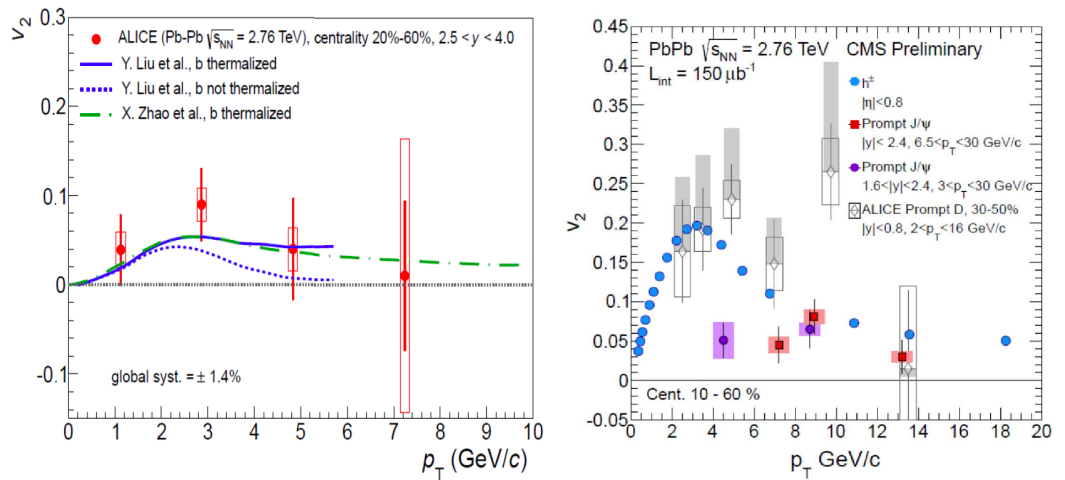 v₂
0.3
0.2
0.1
0
-0.1
ALICE (Pb-Pb √sNN = 2.76 TeV), centrality 20%-60%, 2.5 < y < 4.0
Y. Liu et al., b thermalized
Y. Liu et al., b not thermalized
X. Zhao et al., b thermalized
global syst. = ± 1.4%
0 1 2 3 4 5 6 7 8 9 10
pT (GeV/c)
v₂
0.45
0.4
0.35
0.3
0.25
0.2
0.15
0.1
0.05
0
-0.05
PbPb √sNN = 2.76 TeV CMS Preliminary
Lint = 150 μb⁻¹
h±
|η|<0.8
Prompt J/ψ
|y|< 2.4, 6.5<pT<30 GeV/c
Prompt J/ψ
1.6<|y|<2.4, 3<pT<30 GeV/c
ALICE Prompt D, 30-50%
|y|<0.8, 2<pT<16 GeV/c
Cent. 10 - 60 %
0 2 4 6 8 10 12 14 16 18 20
pT GeV/c